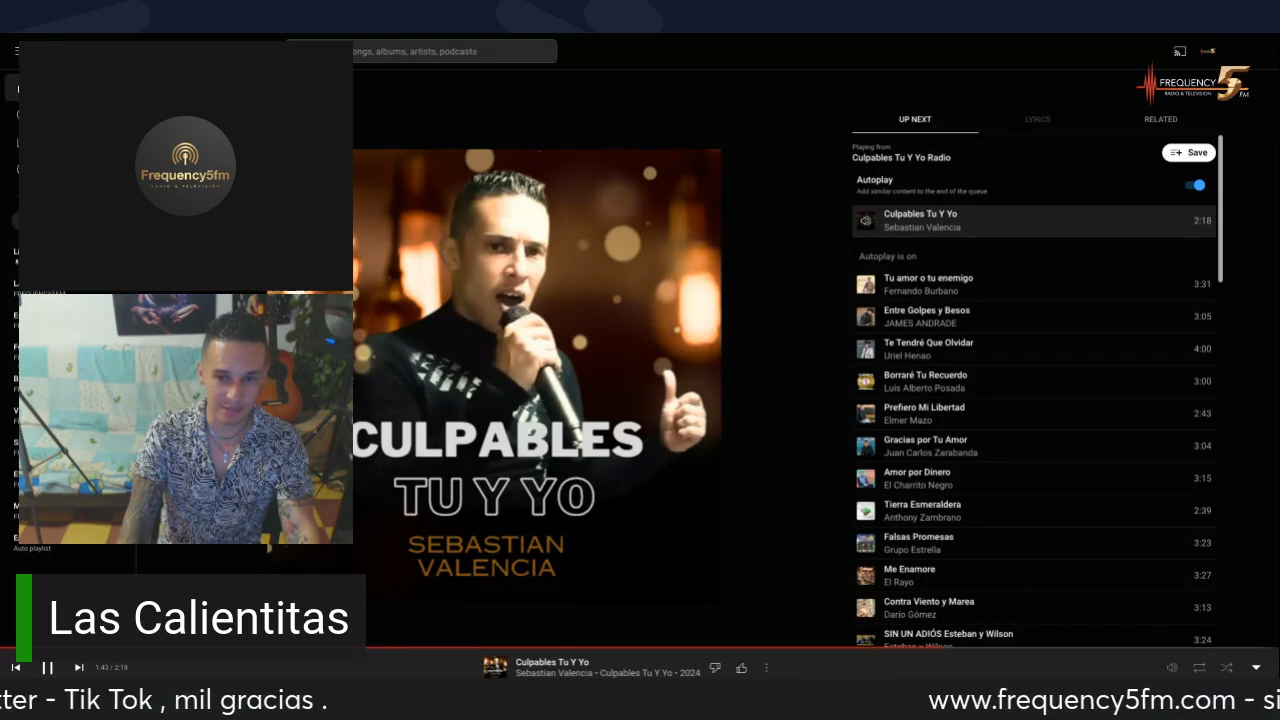 ongs, albums, artists, podcasts
FREQUENCY 5 FM
RADIO & TELEVISION
Frequency5fm
RADIO & TELEVISION
UP NEXT LYRICS RELATED
Playing from
Culpables Tu Y Yo Radio
Save
Autoplay
Add similar content to the end of the queue
Culpables Tu Y Yo
Sebastian Valencia
2:18
Autoplay is on
Tu amor o tu enemigo
Fernando Burbano
3:31
Entre Golpes y Besos
JAMES ANDRADE
3:05
Te Tendré Que Olvidar
Uriel Henao
4:00
Borraré Tu Recuerdo
Luis Alberto Posada
3:00
Prefiero Mi Libertad
Elmer Mazo
2:43
Gracias por Tu Amor
Juan Carlos Zarabanda
3:04
Amor por Dinero
El Charrito Negro
3:15
Tierra Esmeraldera
Anthony Zambrano
2:39
Falsas Promesas
Grupo Estrella
3:23
Me Enamore
El Rayo
3:27
Contra Viento y Marea
Darío Gómez
3:13
SIN UN ADIÓS Esteban y Wilson
Esteban y Wilson
3:24
CULPABLES
TU Y YO
SEBASTIAN
VALENCIA
Auto playlist
Las Calientitas
1:43 / 2:19
Culpables Tu Y Yo
Sebastian Valencia • Culpables Tu Y Yo • 2024
tter - Tik Tok , mil gracias .
www.frequency5fm.com - si